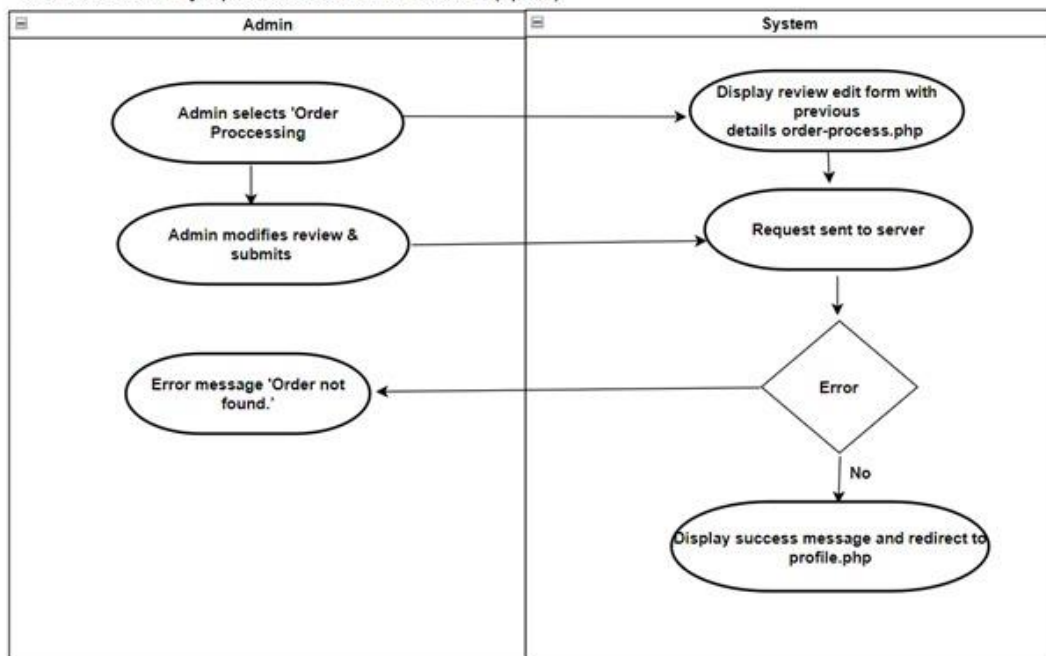 Admin
System
Admin selects 'Order
Proccessing
Display review edit form with
previous
details order-process.php
Admin modifies review &
submits
Request sent to server
Error message 'Order not
found.'
Error
No
Display success message and redirect to
profile.php